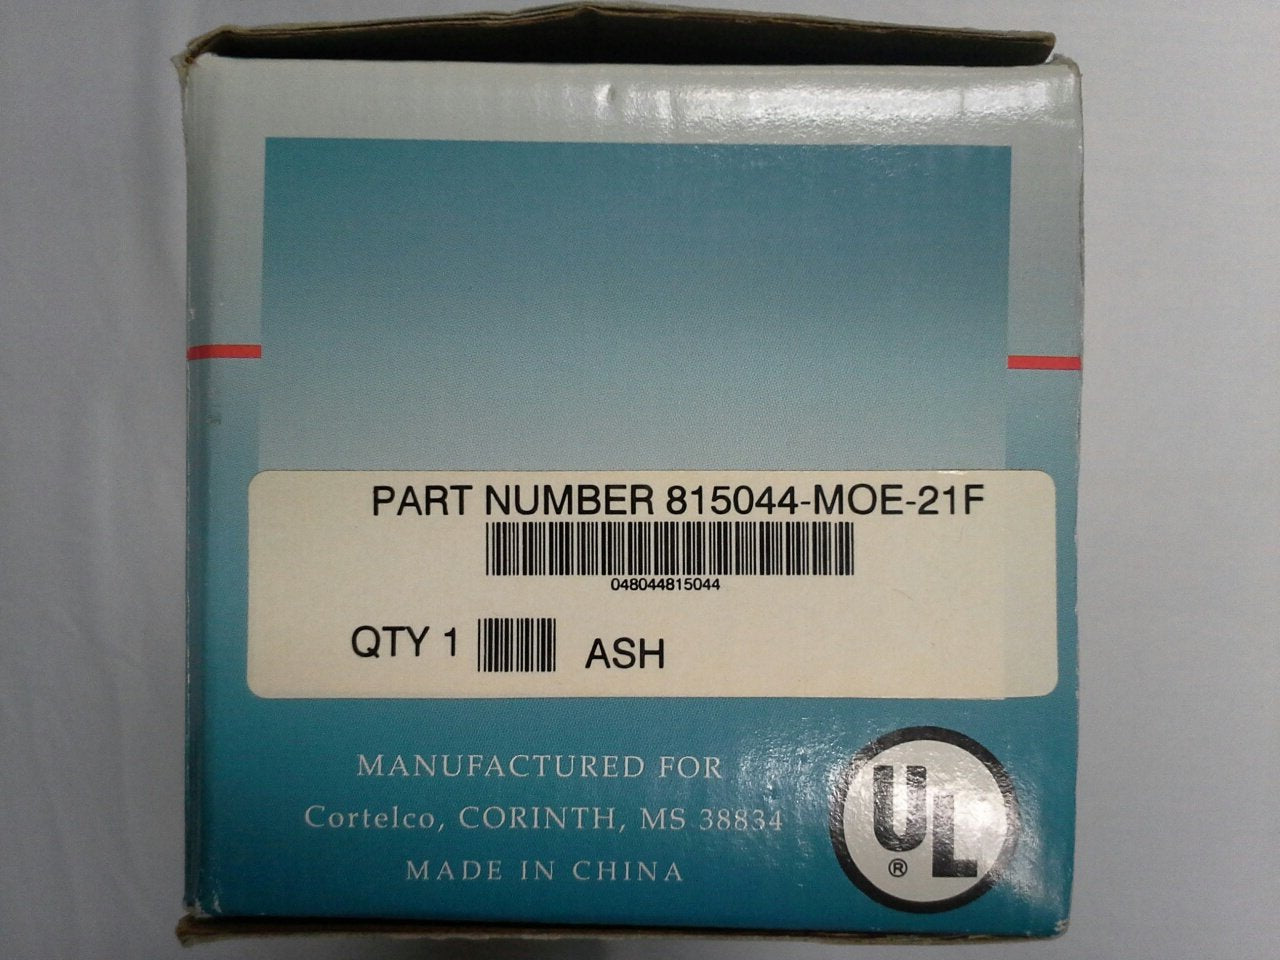 PART NUMBER 815044-MOE-21F
048044815044
QTY 1 ASH
MANUFACTURED FOR
Cortelco, CORINTH, MS 38834
MADE IN CHINA
UL
®